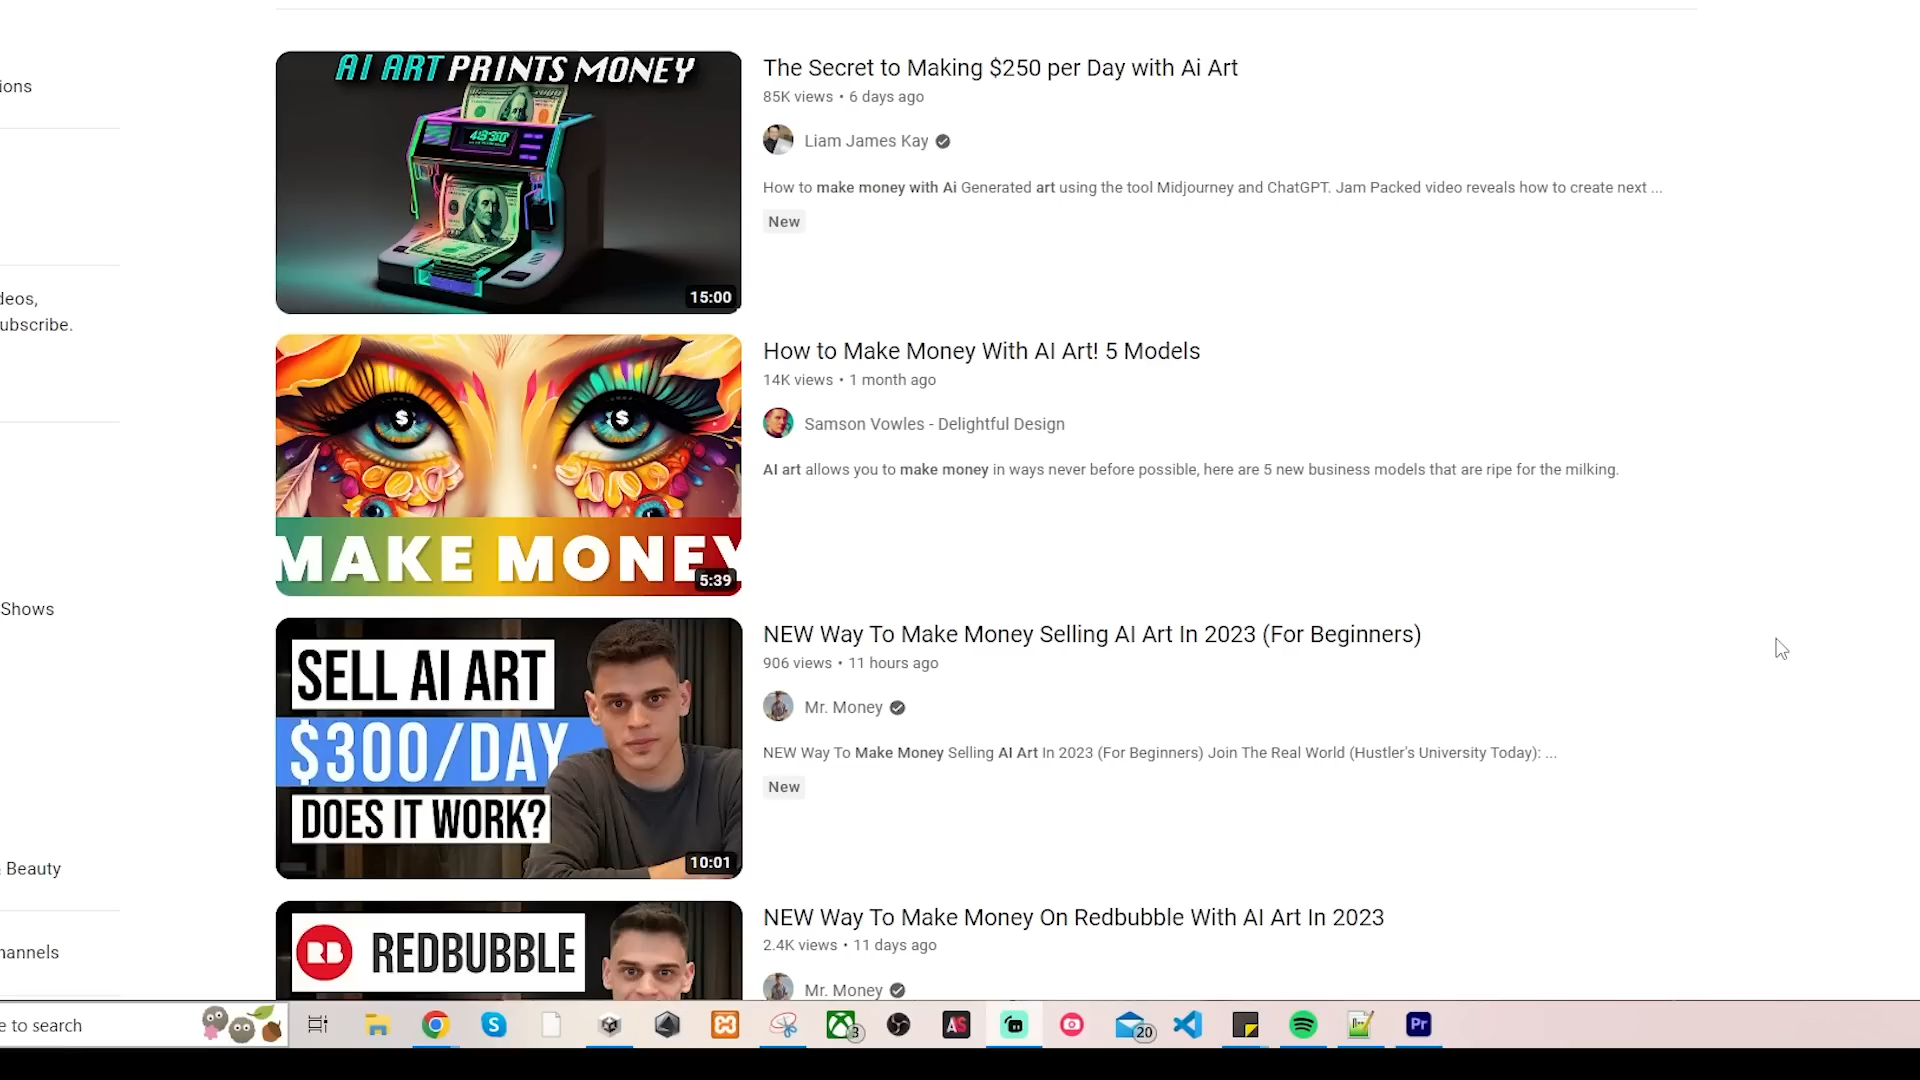 ions
deos,
ubscribe.
Shows
Beauty
hannels
AI ART PRINTS MONEY
15:00
The Secret to Making $250 per Day with Ai Art
85K views • 6 days ago
Liam James Kay
How to make money with Ai Generated art using the tool Midjourney and ChatGPT. Jam Packed video reveals how to create next ...
New
MAKE MONEY
5:39
How to Make Money With AI Art! 5 Models
14K views • 1 month ago
Samson Vowles - Delightful Design
AI art allows you to make money in ways never before possible, here are 5 new business models that are ripe for the milking.
SELL AI ART
$300/DAY
DOES IT WORK?
10:01
NEW Way To Make Money Selling AI Art In 2023 (For Beginners)
906 views • 11 hours ago
Mr. Money
NEW Way To Make Money Selling AI Art In 2023 (For Beginners) Join The Real World (Hustler's University Today): ...
New
RB REDBUBBLE
NEW Way To Make Money On Redbubble With AI Art In 2023
2.4K views • 11 days ago
Mr. Money
e to search
3
AS
20
Pr